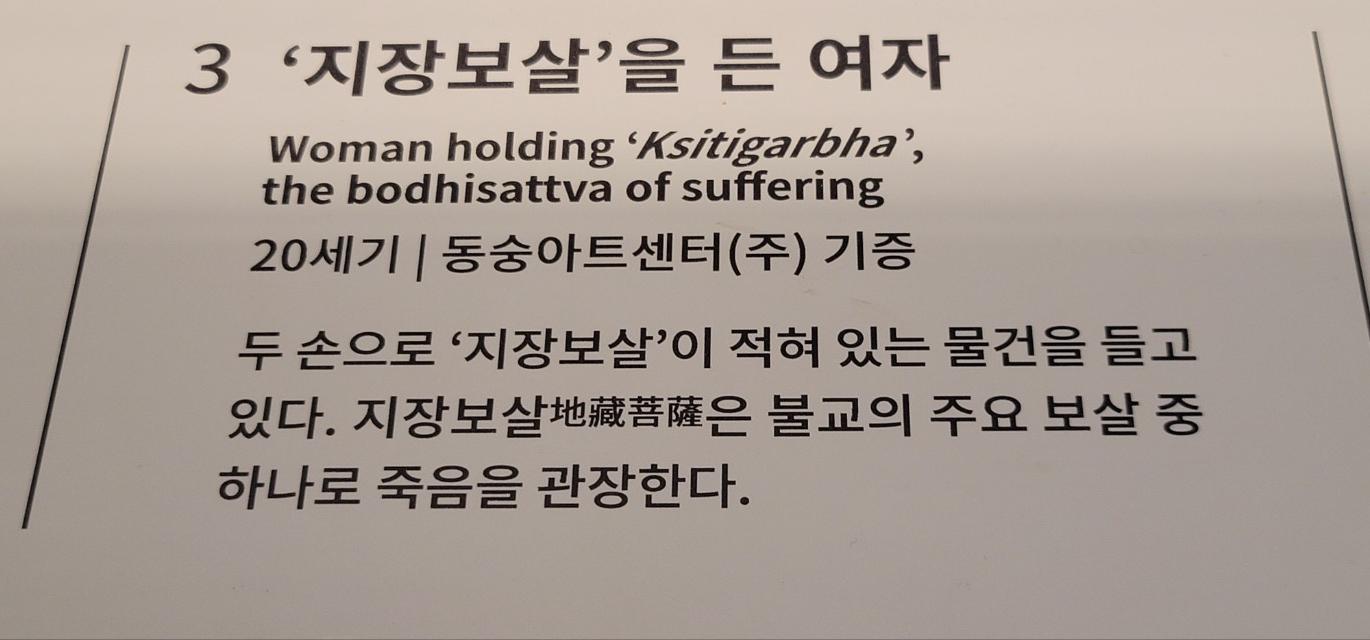 3 ‘지장보살’을 든 여자
Woman holding ‘Ksitigarbha’,
the bodhisattva of suffering
20세기 | 동숭아트센터(주) 기증
두 손으로 ‘지장보살’이 적혀 있는 물건을 들고
있다. 지장보살地藏菩薩은 불교의 주요 보살 중
하나로 죽음을 관장한다.